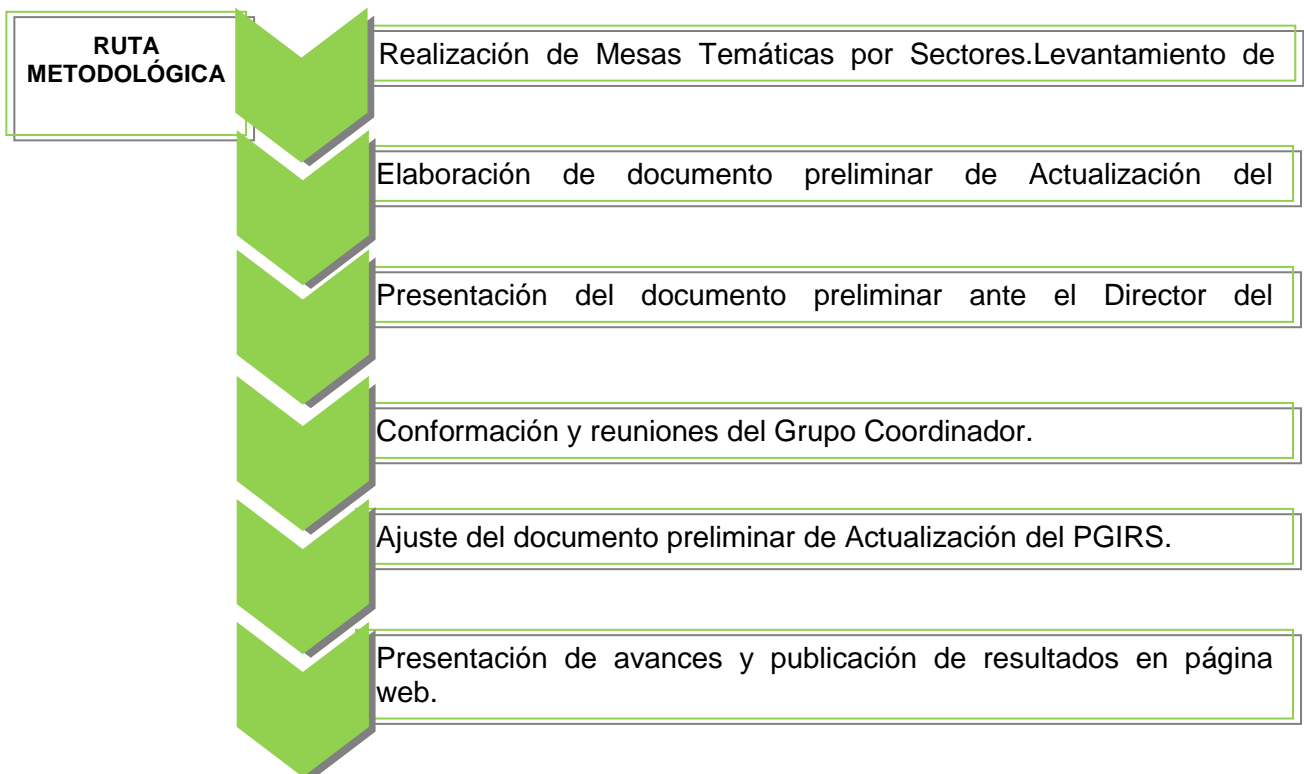 RUTA
METODOLÓGICA
Realización de Mesas Temáticas por Sectores.Levantamiento de
Elaboración de documento preliminar de Actualización del
Presentación del documento preliminar ante el Director del
Conformación y reuniones del Grupo Coordinador.
Ajuste del documento preliminar de Actualización del PGIRS.
Presentación de avances y publicación de resultados en página
web.